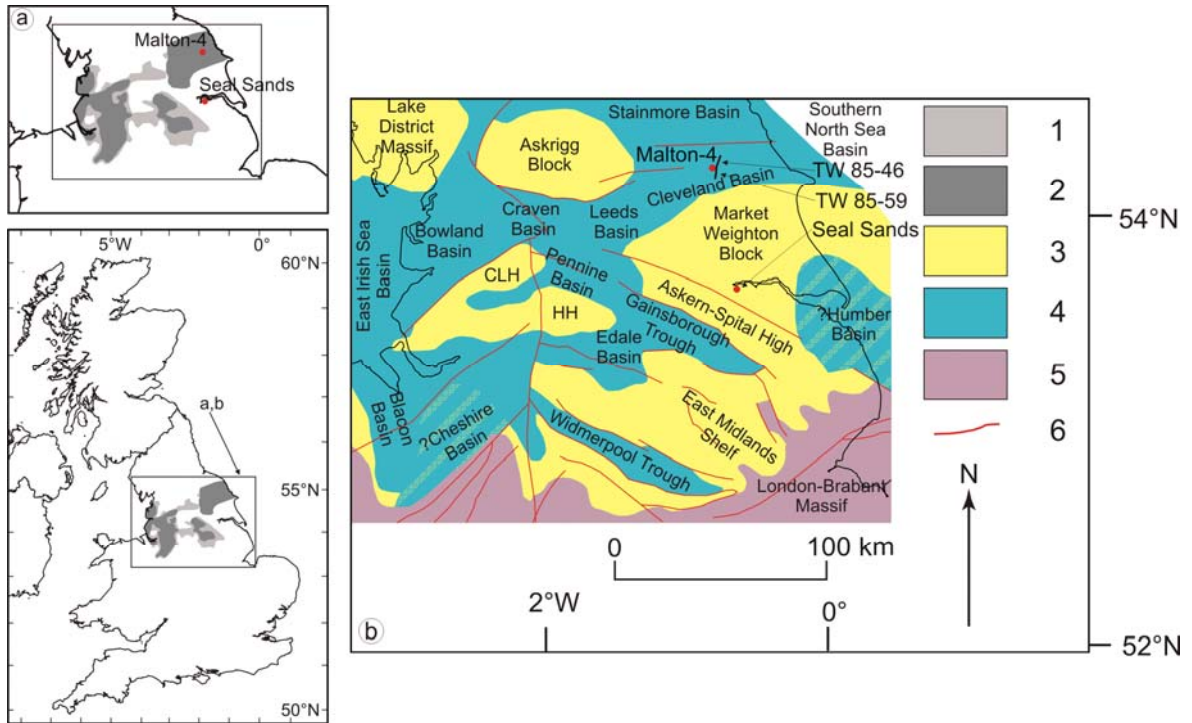 a
Malton-4
Seal Sands
5°W
0°
60°N
a,b
55°N
50°N
Lake
District
Massif
Askrigg
Block
Stainmore Basin
Southern
North Sea
Basin
Malton-4
TW 85-46
Cleveland Basin
TW 85-59
Craven
Basin
Leeds
Basin
Bowland
Basin
Market
Weighton
Block
Seal Sands
East Irish Sea
Basin
CLH
Pennine
Basin
HH
Gainsborough
Trough
Askern-Spital High
?Humber
Basin
Edale
Basin
Blacon
Basin
?Cheshire
Basin
Widmerpool Trough
East Midlands
Shelf
London-Brabant
Massif
1
2
3
4
5
6
N
54°N
0
100 km
2°W
0°
b
52°N